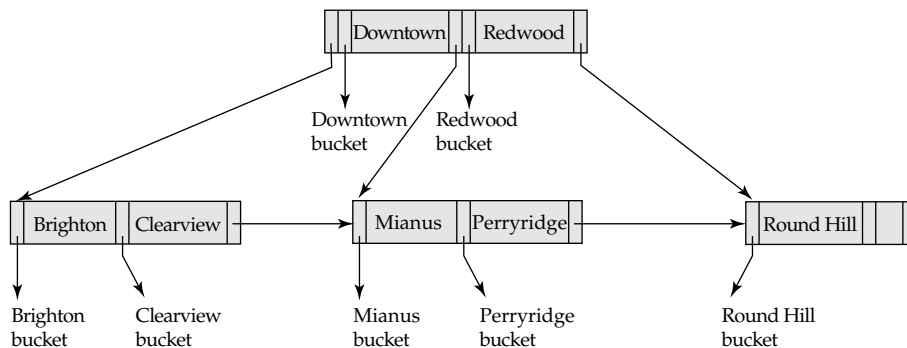 Downtown Redwood
Downtown bucket
Redwood bucket
Brighton Clearview
Mianus Perryridge
Round Hill
Brighton bucket
Clearview bucket
Mianus bucket
Perryridge bucket
Round Hill bucket